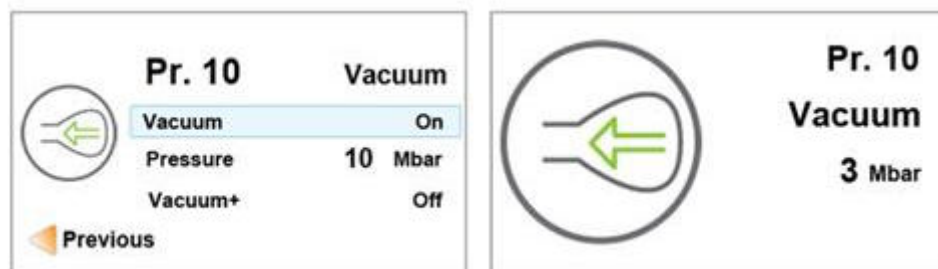 Pr. 10 Vacuum
Vacuum On
Pressure 10 Mbar
Vacuum+ Off
Previous
Pr. 10
Vacuum
3 Mbar